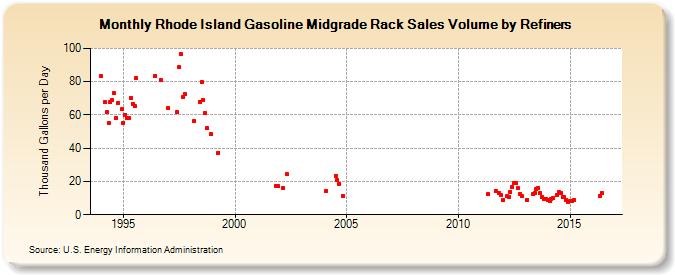 Monthly Rhode Island Gasoline Midgrade Rack Sales Volume by Refiners
Thousand Gallons per Day
100
80
60
40
20
0
1995 2000 2005 2010 2015
Source: U.S. Energy Information Administration